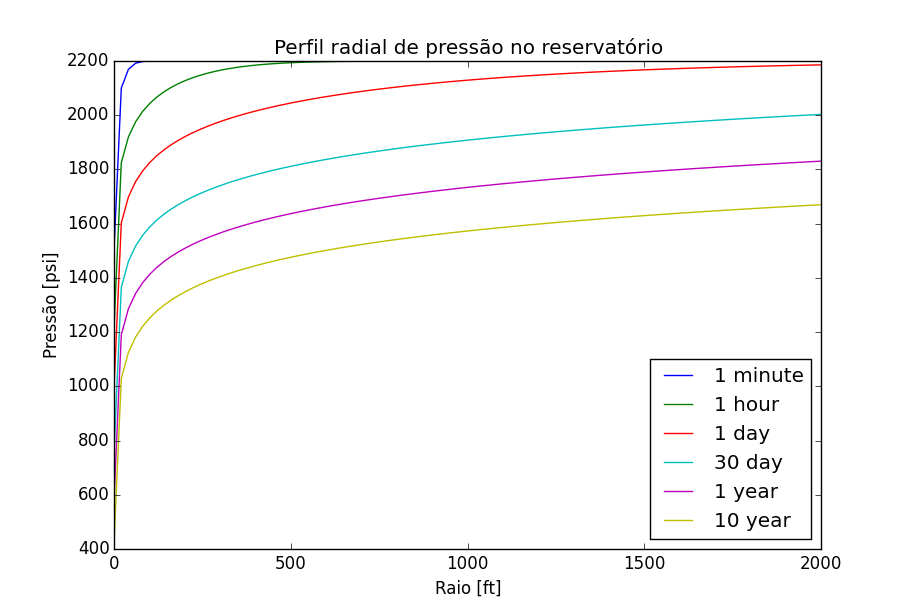 Perfil radial de pressão no reservatório
2200
2000
1800
1600
1400
1200
1000
800
600
400
Pressão [psi]
0
500
1000
1500
2000
Raio [ft]
1 minute
1 hour
1 day
30 day
1 year
10 year